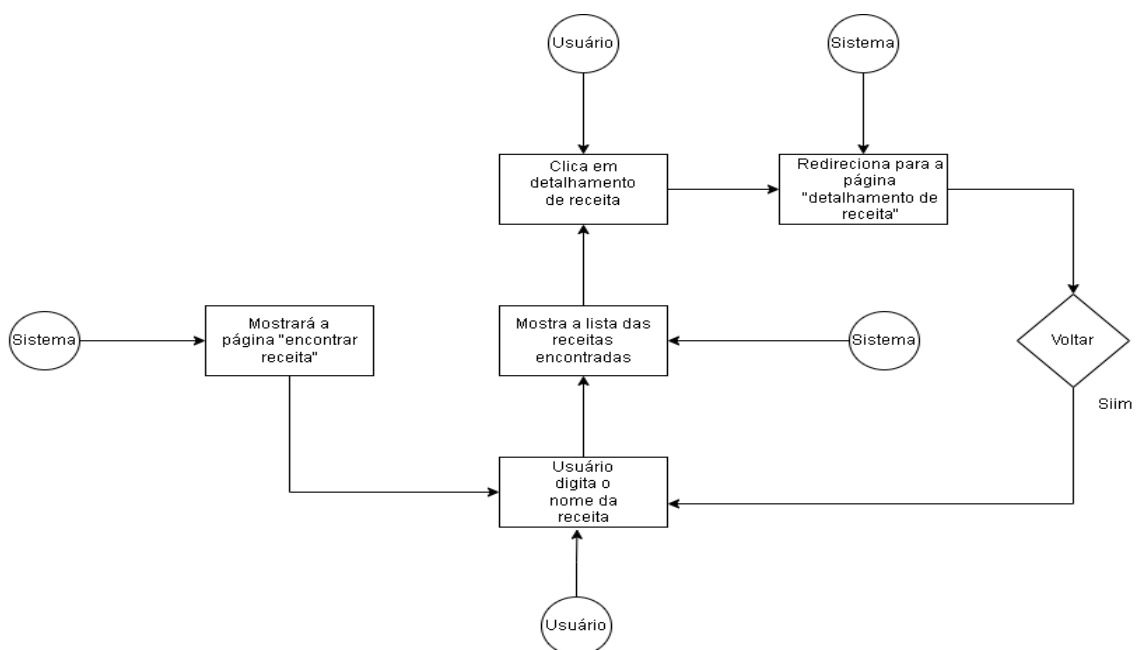 Usuário
Sistema
Clica em
detalhamento
de receita
Redireciona para a
página
"detalhamento de
receita"
Sistema
Mostrará a
página "encontrar
receita"
Mostra a lista das
receitas
encontradas
Sistema
Voltar
Siim
Usuário
digita o
nome da
receita
Usuário